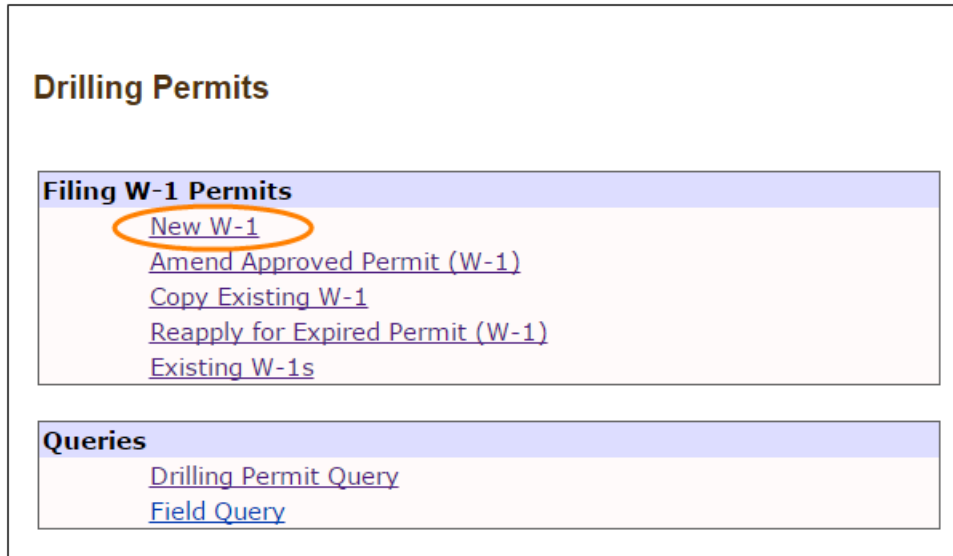 Drilling Permits
Filing W-1 Permits
New W-1
Amend Approved Permit (W-1)
Copy Existing W-1
Reapply for Expired Permit (W-1)
Existing W-1s
Queries
Drilling Permit Query
Field Query